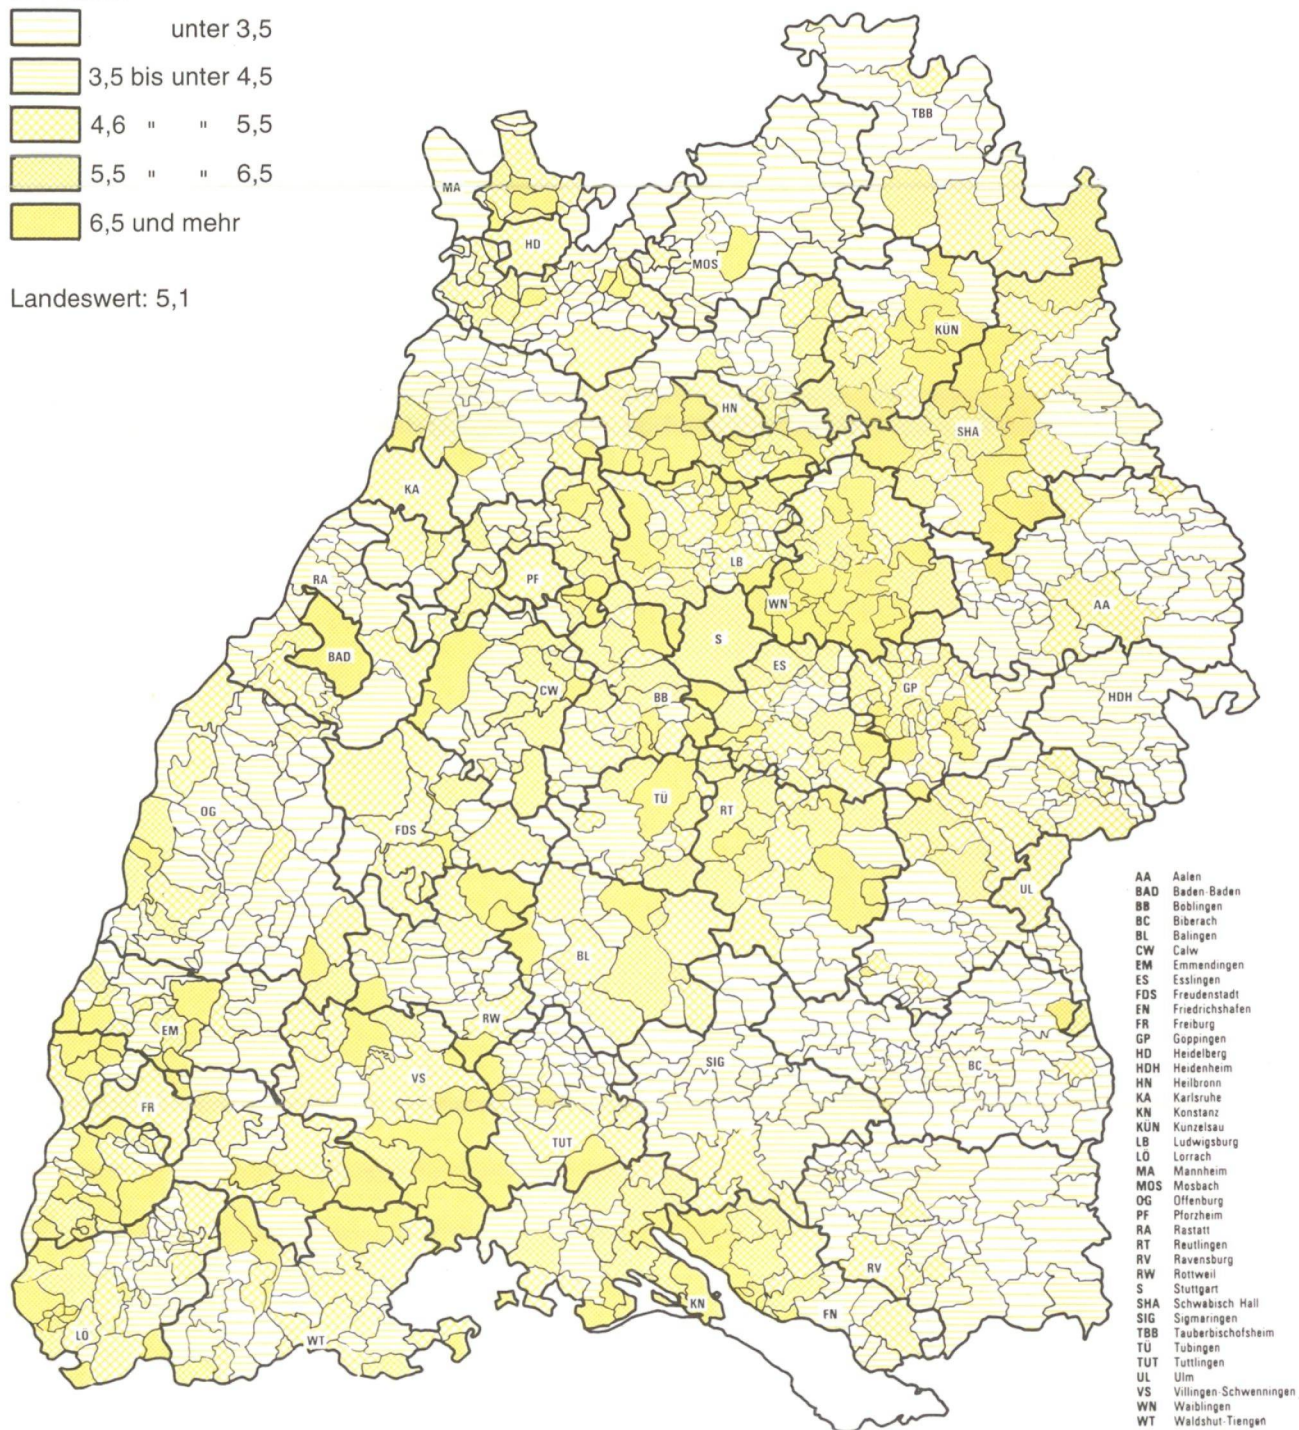 unter 3,5
3,5 bis unter 4,5
4,6 " " 5,5
5,5 " " 6,5
6,5 und mehr
Landeswert: 5,1
TBB
MA
HD
MOS
KÜN
HN
SHA
KA
LB
PF
RA
WN
AA
S
BAD
ES
CW
BB
GP
HDH
TÜ
OG
RT
FDS
UL
BL
RW
EM
SIG
BC
VS
FR
TUT
RV
KN
FN
LÖ
WT
AA Aalen
BAD Baden-Baden
BB Boblingen
BC Biberach
BL Balingen
CW Calw
EM Emmendingen
ES Esslingen
FDS Freudenstadt
FN Friedrichshafen
FR Freiburg
GP Goppingen
HD Heidelberg
HDH Heidenheim
HN Heilbronn
KA Karlsruhe
KN Konstanz
KÜN Kunzelsau
LB Ludwigsburg
LÖ Lorrach
MA Mannheim
MOS Mosbach
OG Offenburg
PF Pforzheim
RA Rastatt
RT Reutlingen
RV Ravensburg
RW Rottweil
S Stuttgart
SHA Schwabisch Hall
SIG Sigmaringen
TBB Tauberbischofsheim
TÜ Tubingen
TUT Tuttlingen
UL Ulm
VS Villingen-Schwenningen
WN Waiblingen
WT Waldshut-Tiengen